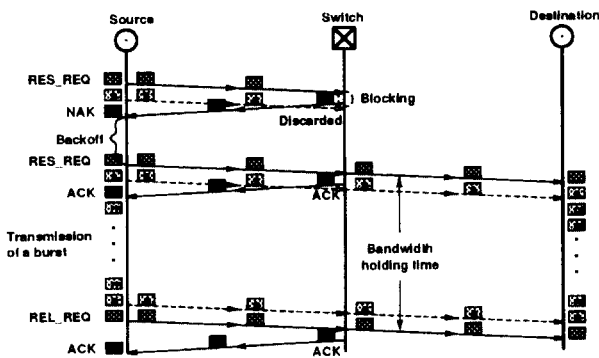 Source
Switch
Destination
RES_REQ
NAK
Blocking
Discarded
Backoff
RES_REQ
ACK
ACK
Transmission
of a burst
Bandwidth
holding time
REL_REQ
ACK
ACK